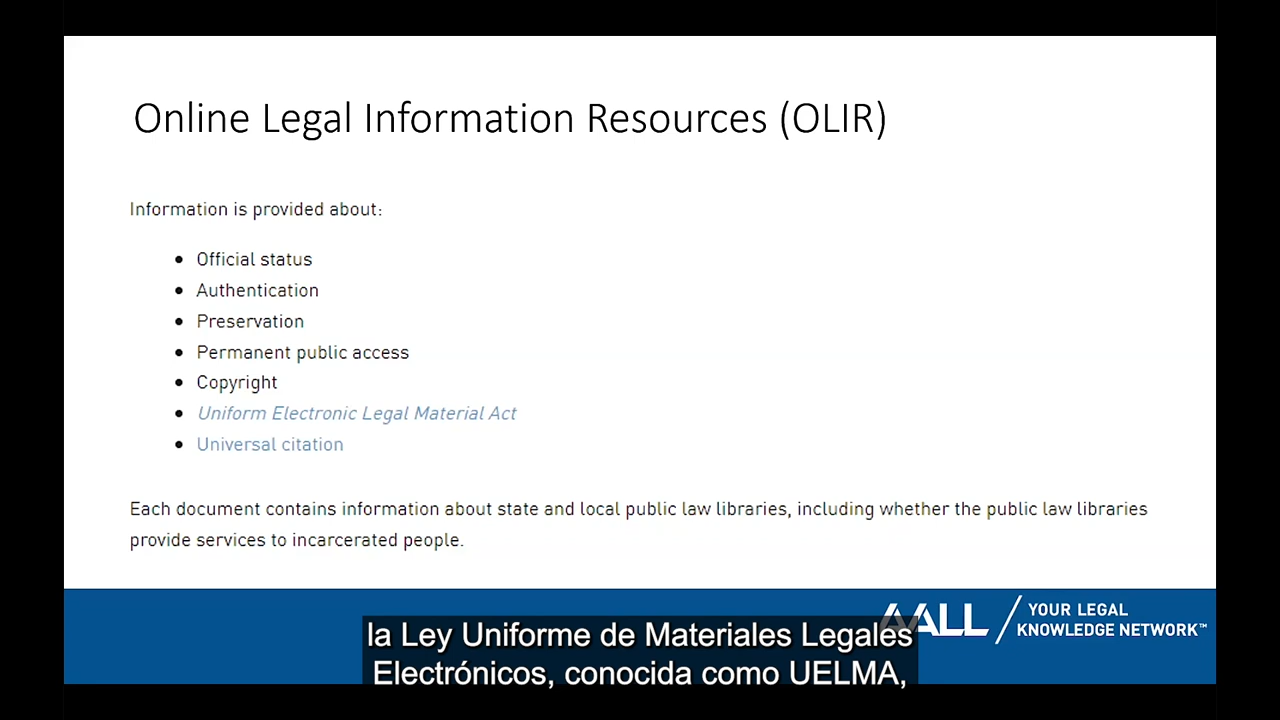 Online Legal Information Resources (OLIR)
Information is provided about:
• Official status
• Authentication
• Preservation
• Permanent public access
• Copyright
• Uniform Electronic Legal Material Act
• Universal citation
Each document contains information about state and local public law libraries, including whether the public law libraries
provide services to incarcerated people.
AALL
YOUR LEGAL
KNOWLEDGE NETWORK™
la Ley Uniforme de Materiales Legales
Electrónicos, conocida como UELMA,